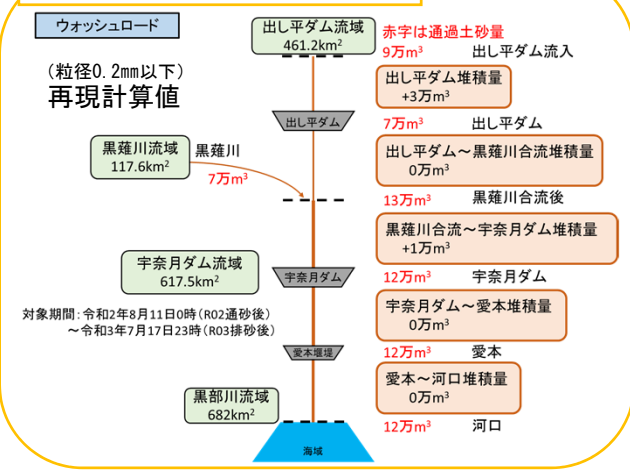 ウォッシュロード
(粒径0.2mm以下)
再現計算値
出し平ダム流域
461.2km²
赤字は通過土砂量
9万m³ 出し平ダム流入
出し平ダム堆積量
+3万m³
出し平ダム
7万m³ 出し平ダム
黒薙川流域
117.6km²
黒薙川
7万m³
出し平ダム～黒薙川合流堆積量
0万m³
13万m³ 黒薙川合流後
黒薙川合流～宇奈月ダム堆積量
+1万m³
宇奈月ダム流域
617.5km²
宇奈月ダム
12万m³ 宇奈月ダム
対象期間:令和2年8月11日0時(R02通砂後)
～令和3年7月17日23時(R03排砂後)
宇奈月ダム～愛本堆積量
0万m³
愛本堰堤
12万m³ 愛本
愛本～河口堆積量
0万m³
黒部川流域
682km²
12万m³ 河口
海域